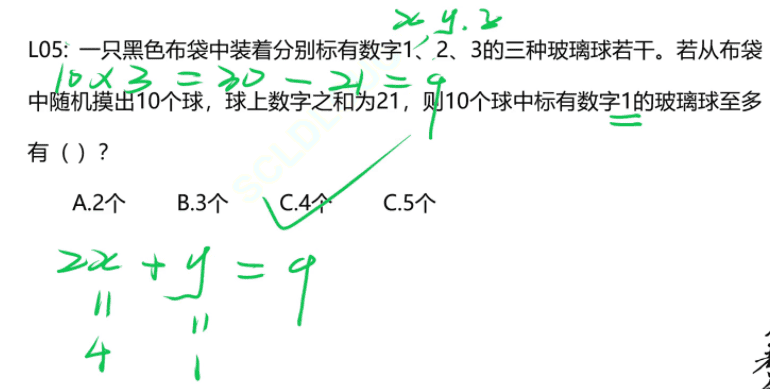 x y. z
L05: 一只黑色布袋中装着分别标有数字1、2、3的三种玻璃球若干。若从布袋
10×3=30-21=9
中随机摸出10个球，球上数字之和为21，则10个球中标有数字1的玻璃球至多
有（ ）？
A.2个 B.3个 C.4个 C.5个
2x+y=9
4 1